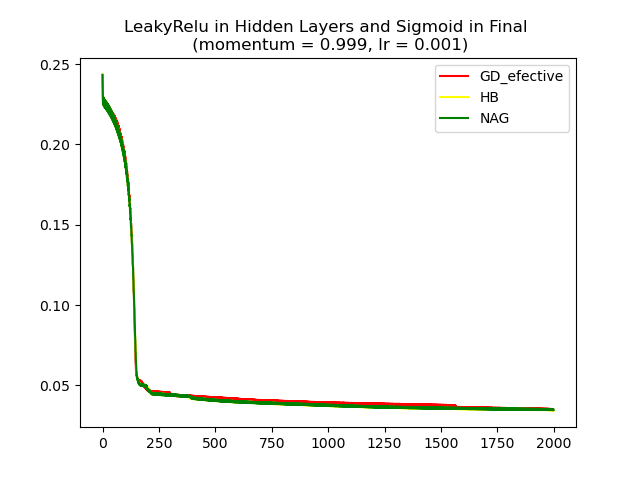 LeakyRelu in Hidden Layers and Sigmoid in Final
(momentum = 0.999, lr = 0.001)
0.25
0.20
0.15
0.10
0.05
GD_efective
HB
NAG
0
250
500
750
1000
1250
1500
1750
2000